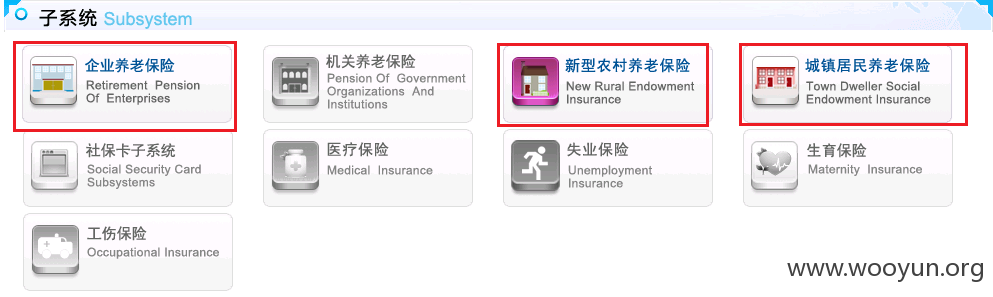 子系统 Subsystem
企业养老保险
Retirement Pension
Of Enterprises
机关养老保险
Pension Of Government
Organizations And
Institutions
新型农村养老保险
New Rural Endowment
Insurance
城镇居民养老保险
Town Dweller Social
Endowment Insurance
社保卡子系统
Social Security Card
Subsystems
医疗保险
Medical Insurance
失业保险
Unemployment
Insurance
生育保险
Maternity Insurance
工伤保险
Occupational Insurance
www.wooyun.org